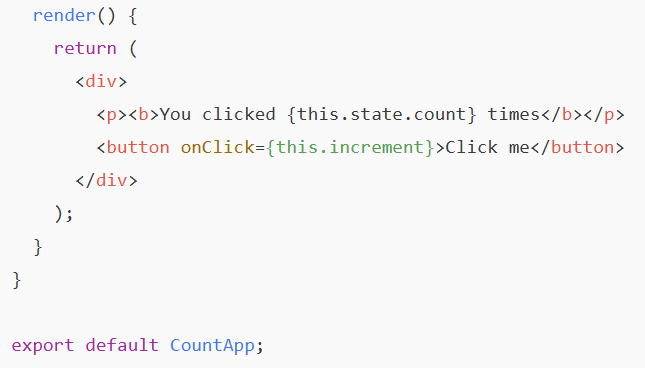 render() {
    return (
      <div>
        <p><b>You clicked {this.state.count} times</b></p>
        <button onClick={this.increment}>Click me</button>
      </div>
    );
  }
}

export default CountApp;